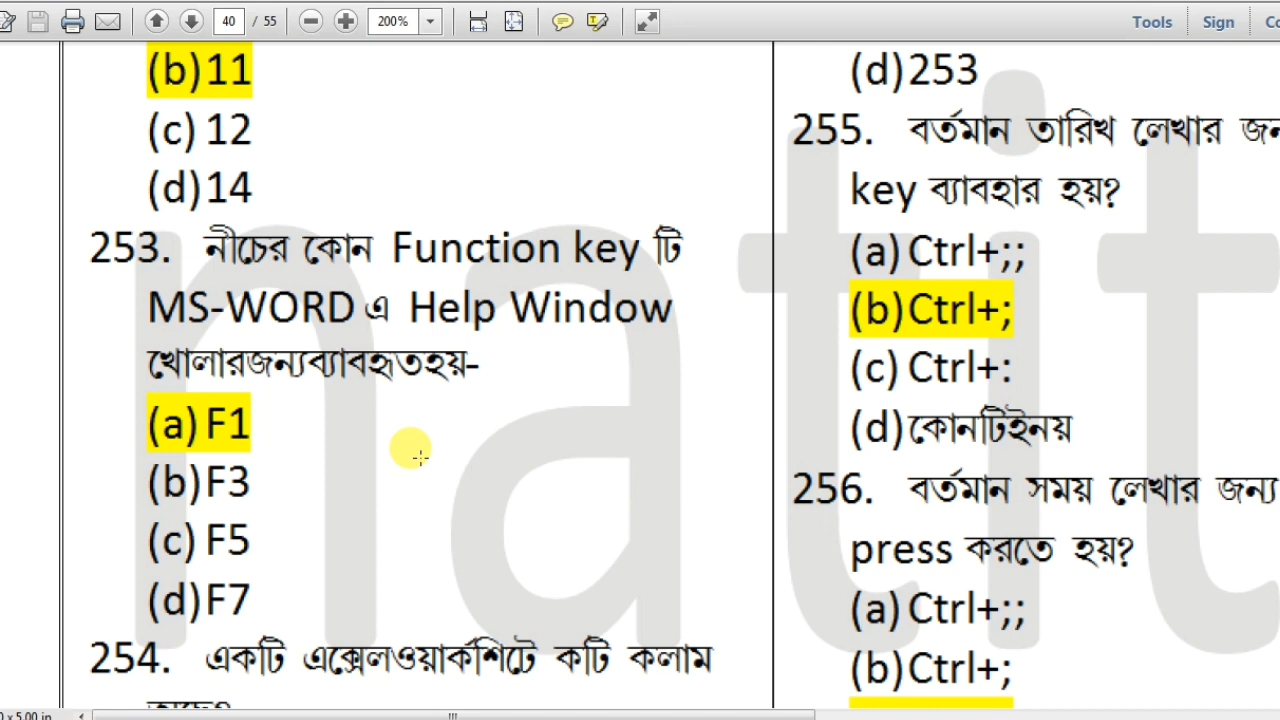 40 / 55
200%
Tools
Sign
(b) 11
(c) 12
(d) 14
253. নীচের কোন Function key টি
MS-WORD এ Help Window
খোলারজন্যব্যাবহৃতহয়-
(a) F1
(b) F3
(c) F5
(d) F7
254. একটি এক্সেলওয়ার্কশিটে কটি কলাম
(d) 253
255. বর্তমান তারিখ লেখার
key ব্যাবহার হয়?
(a) Ctrl+;;
(b) Ctrl+;
(c) Ctrl+:
(d) কোনটিইনয়
256. বর্তমান সময় লেখার জন্য
press করতে হয়?
(a) Ctrl+;;
(b) Ctrl+;